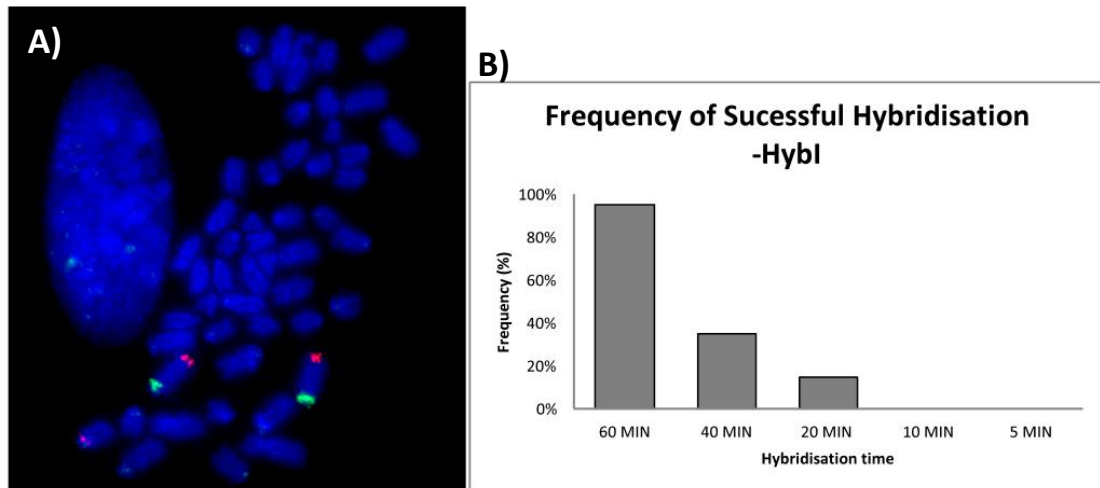 A)
B)
Frequency of Sucessful Hybridisation
-HybI
100%
80%
60%
40%
20%
0%
Frequency (%)
60 MIN 40 MIN 20 MIN 10 MIN 5 MIN
Hybridisation time